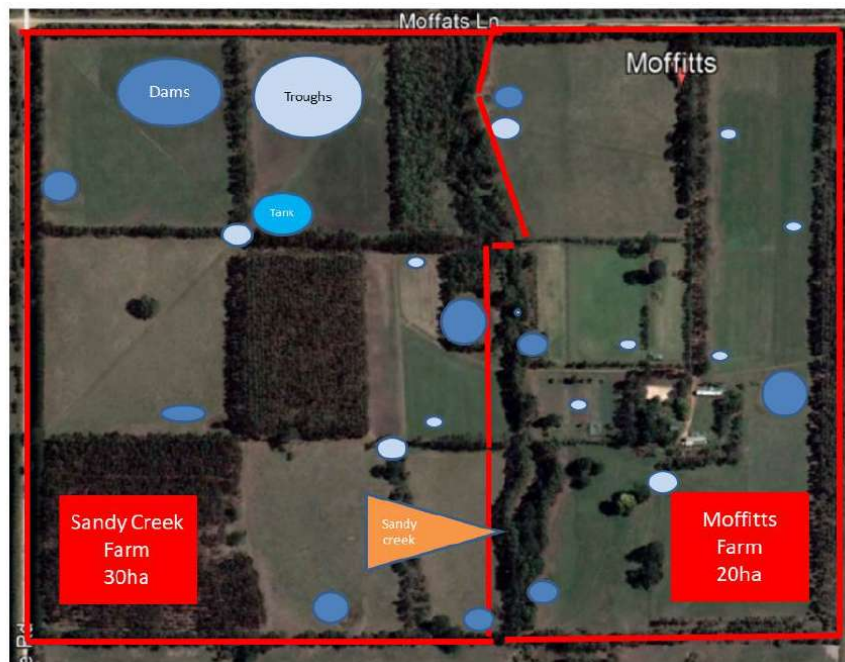 Moffats Ln
Moffitts
Dams
Troughs
Tank
Sandy Creek
Farm
30ha
Sandy
creek
Moffitts
Farm
20ha